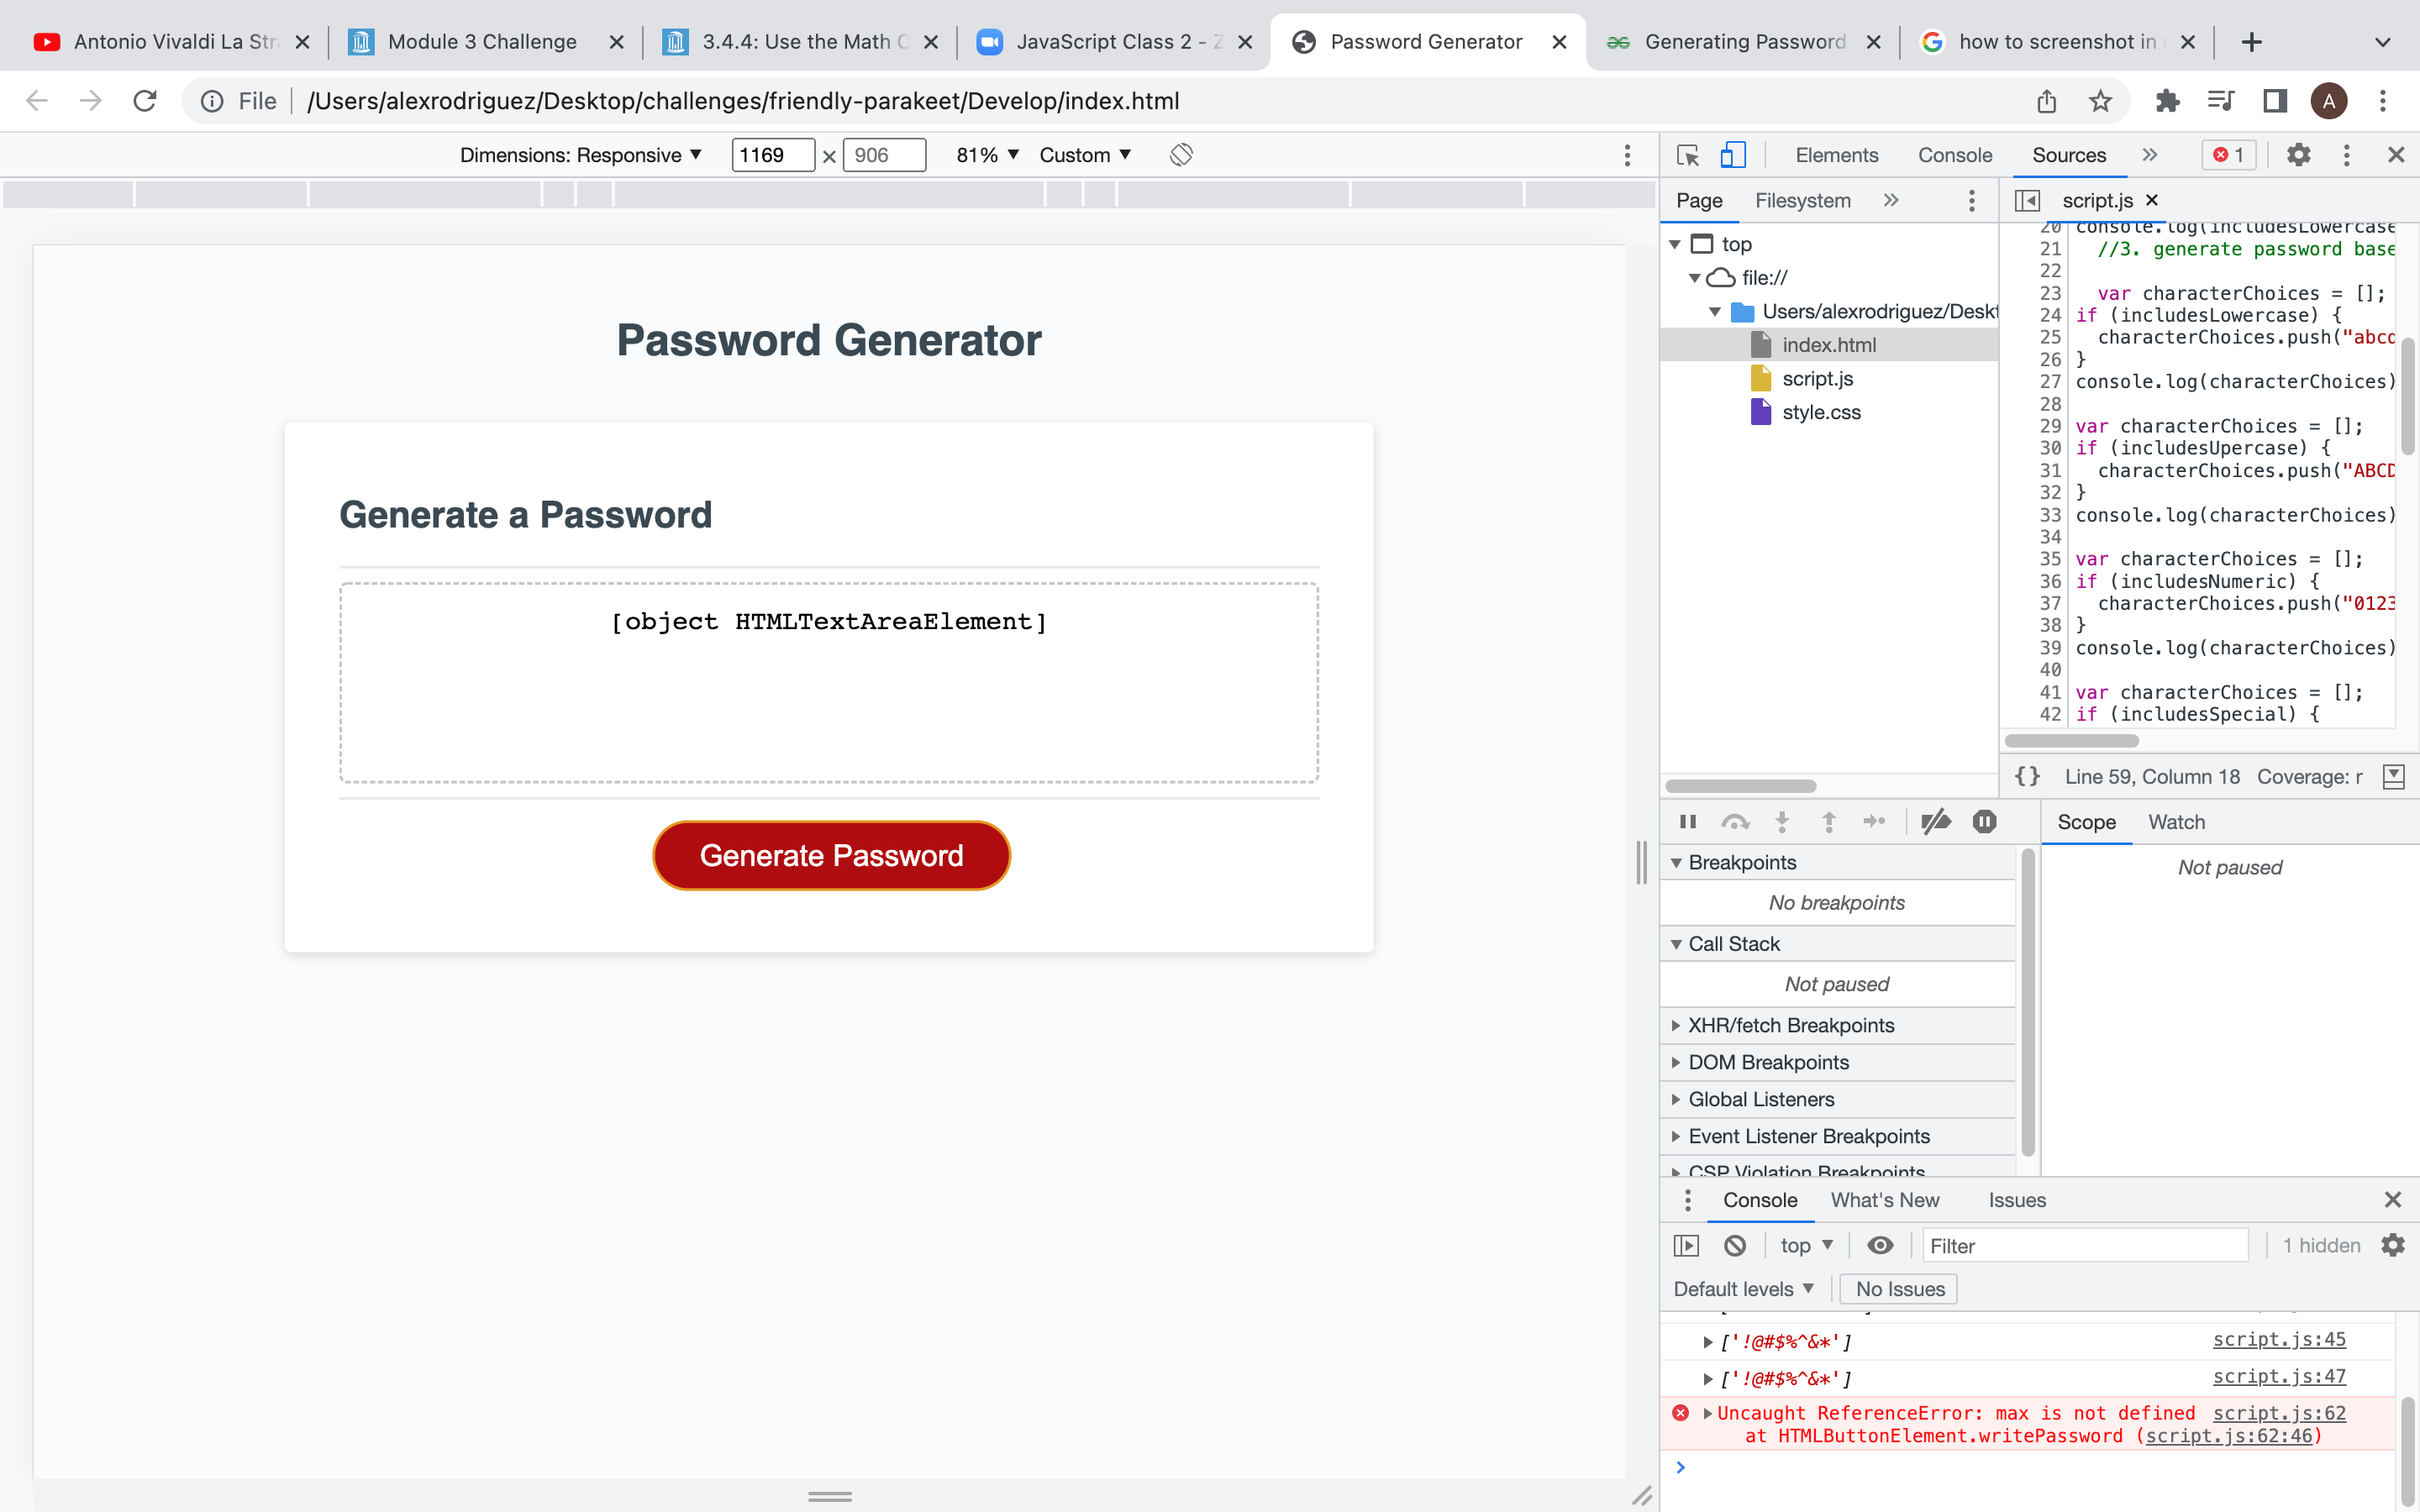 Antonio Vivaldi La Stra
Module 3 Challenge
3.4.4: Use the Math O
JavaScript Class 2 - Z
Password Generator
Generating Password
how to screenshot in
File
/Users/alexrodriguez/Desktop/challenges/friendly-parakeet/Develop/index.html
A
Dimensions: Responsive
1169
906
81%
Custom
Elements
Console
Sources
1
Page
Filesystem
script.js
top
file://
Users/alexrodriguez/Deskt
index.html
script.js
style.css
20 console.log(includesLowercase
21 //3. generate password base
22
23 var characterChoices = [];
24 if (includesLowercase) {
25 characterChoices.push("abcd
26 }
27 console.log(characterChoices)
28
29 var characterChoices = [];
30 if (includesUpercase) {
31 characterChoices.push("ABCD
32 }
33 console.log(characterChoices)
34
35 var characterChoices = [];
36 if (includesNumeric) {
37 characterChoices.push("0123
38 }
39 console.log(characterChoices)
40
41 var characterChoices = [];
42 if (includesSpecial) {
{} Line 59, Column 18 Coverage: r
Password Generator
Generate a Password
[object HTMLTextAreaElement]
Generate Password
Scope
Watch
Not paused
Breakpoints
No breakpoints
Call Stack
Not paused
XHR/fetch Breakpoints
DOM Breakpoints
Global Listeners
Event Listener Breakpoints
CSP Violation Breakpoints
Console
What's New
Issues
top
Filter
1 hidden
Default levels
No Issues
['!@#$%^&*'] script.js:45
['!@#$%^&*'] script.js:47
Uncaught ReferenceError: max is not defined script.js:62
at HTMLButtonElement.writePassword (script.js:62:46)